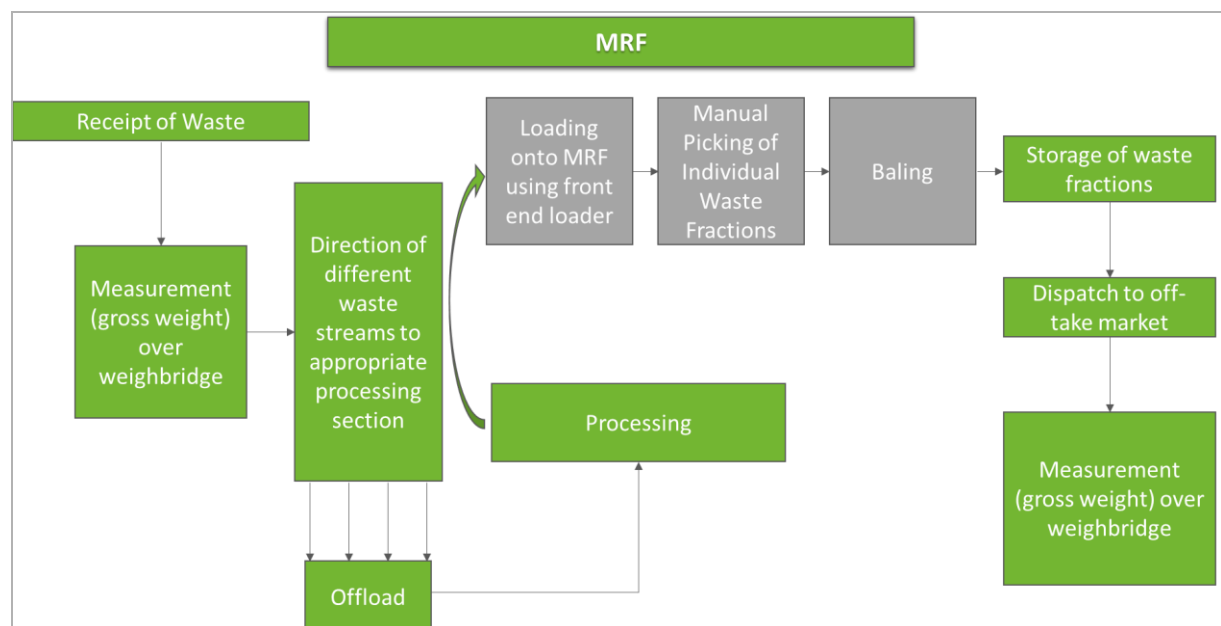 MRF
Receipt of Waste
Measurement
(gross weight)
over
weighbridge
Direction of
different
waste
streams to
appropriate
processing
section
Offload
Processing
Loading
onto MRF
using front
end loader
Manual
Picking of
Individual
Waste
Fractions
Baling
Storage of waste
fractions
Dispatch to off-
take market
Measurement
(gross weight) over
weighbridge